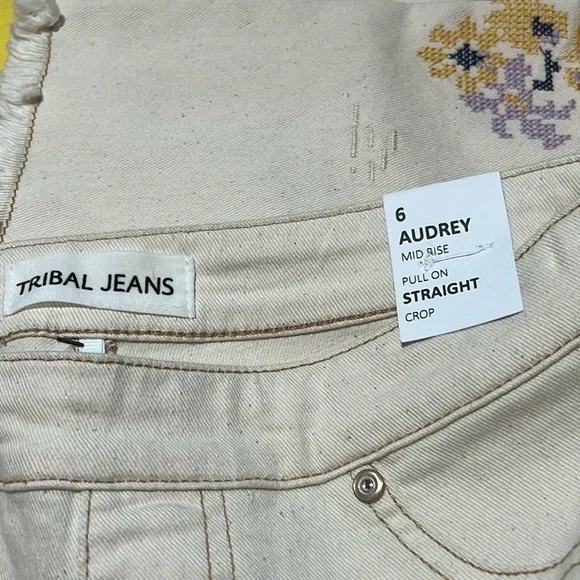 TRIBAL JEANS
6
AUDREY
MID RISE
PULL ON
STRAIGHT
CROP